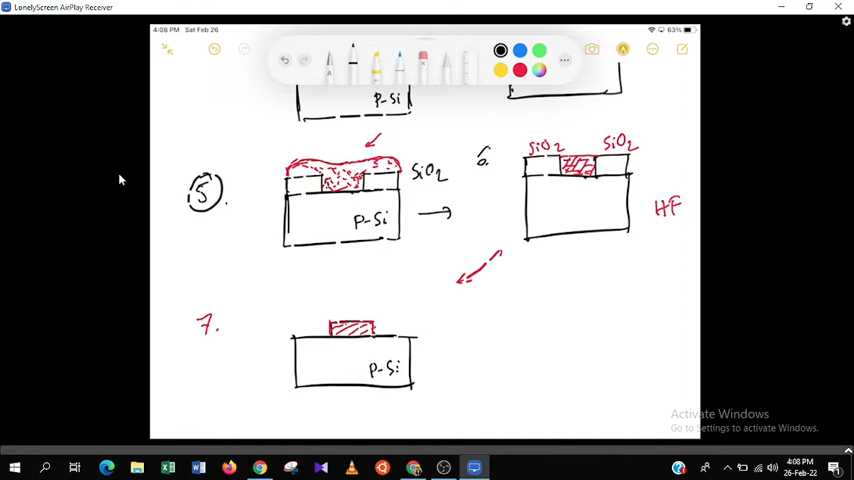 LonelyScreen AirPlay Receiver
4:08 PM Sat Feb 26
63%
A
P-Si
SiO2 SiO2
5. SiO2 6.
P-Si HF
7.
P-Si
Activate Windows
Go to Settings to activate Windows.
4:08 PM
26-Feb-22